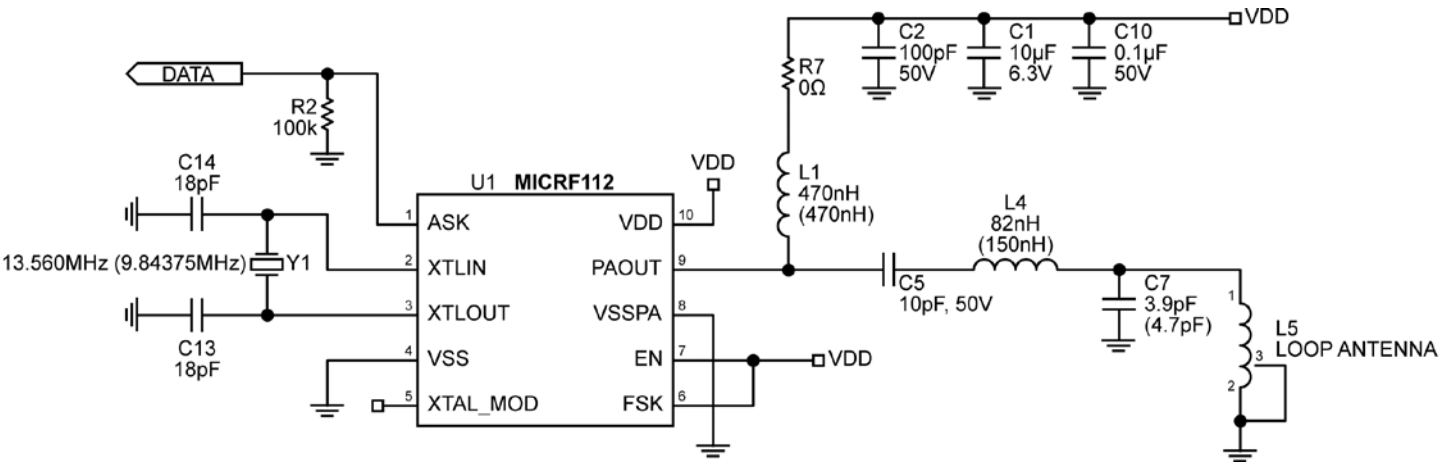 VDD
C2
100pF
50V
C1
10µF
6.3V
C10
0.1µF
50V
R7
0Ω
DATA
R2
100k
C14
18pF
VDD
L1
470nH
(470nH)
U1 MICRF112
L4
82nH
(150nH)
1 ASK
VDD 10
13.560MHz (9.84375MHz) Y1
2 XTLIN
PAOUT 9
C5
10pF, 50V
C7
3.9pF
(4.7pF)
3 XTLOUT
VSSPA 8
1
L5
LOOP ANTENNA
3
2
C13
18pF
4 VSS
EN 7
VDD
5 XTAL_MOD
FSK 6